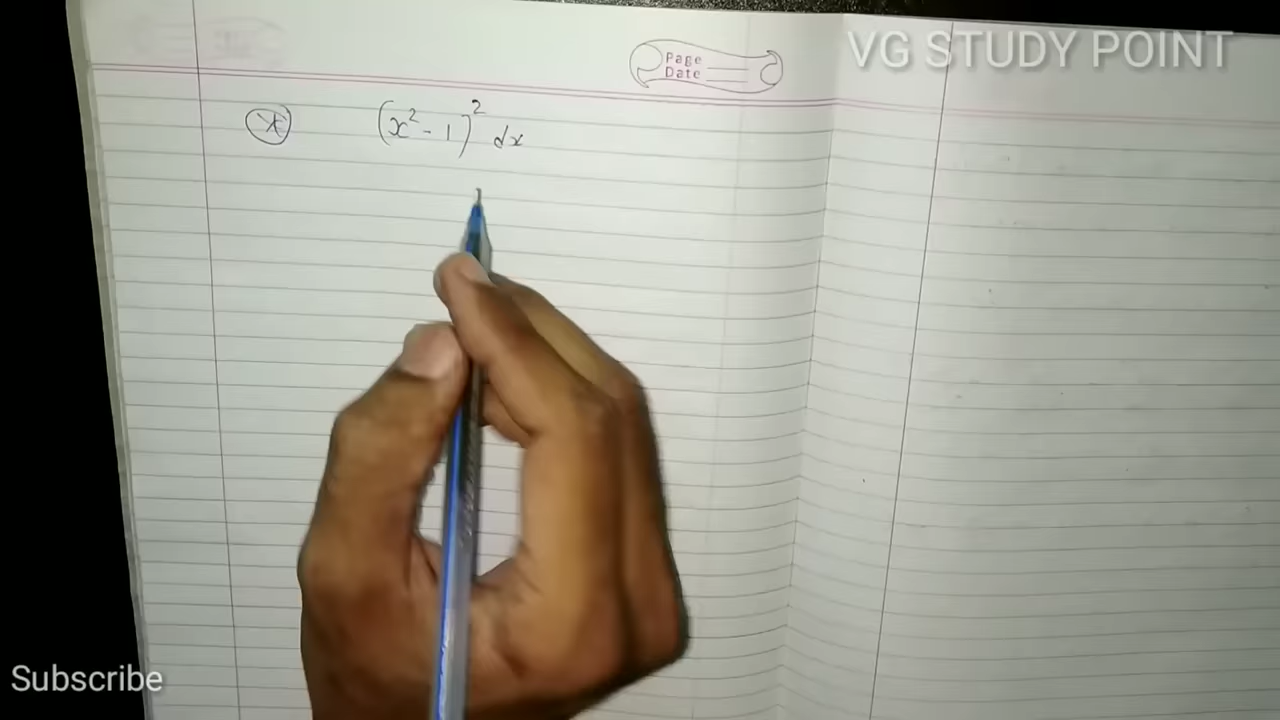 VG STUDY POINT
Page
Date
(x² - 1)² dx
Subscribe